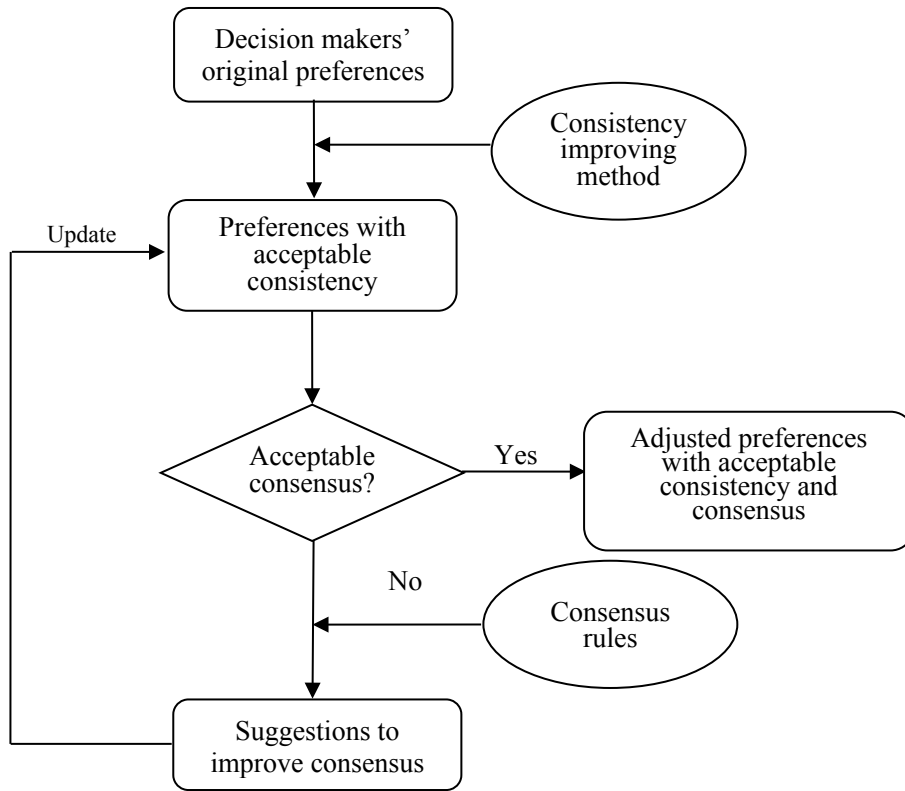 Decision makers'
original preferences
Consistency
improving
method
Update
Preferences with
acceptable
consistency
Acceptable
consensus?
Yes
Adjusted preferences
with acceptable
consistency and
consensus
No
Consensus
rules
Suggestions to
improve consensus